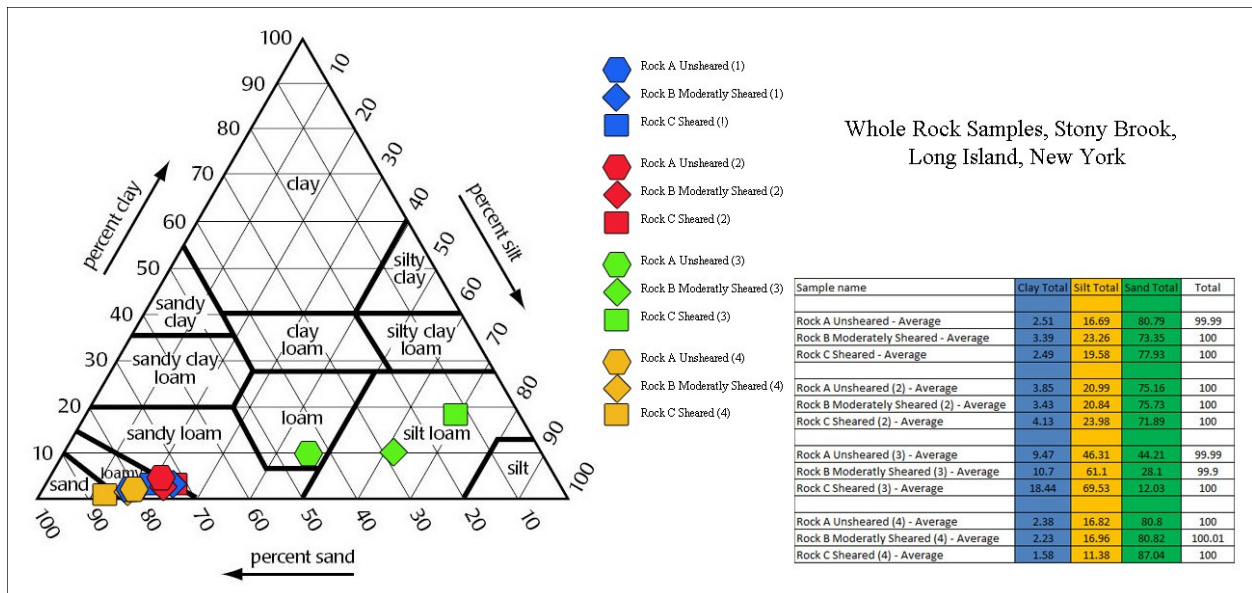 100
90
80
70
60
50
40
30
20
10
10
20
30
40
50
60
70
80
90
100
100
90
80
70
60
50
40
30
20
10
percent clay
percent silt
percent sand
clay
silty
clay
sandy
clay
clay
loam
silty clay
loam
sandy clay
loam
loam
silt loam
sandy loam
silt
sand
loamy
Rock A Unsheared (1)
Rock B Moderatly Sheared (1)
Rock C Sheared (!)
Rock A Unsheared (2)
Rock B Moderatly Sheared (2)
Rock C Sheared (2)
Rock A Unsheared (3)
Rock B Moderatly Sheared (3)
Rock C Sheared (3)
Rock A Unsheared (4)
Rock B Moderatly Sheared (4)
Rock C Sheared (4)
Whole Rock Samples, Stony Brook,
Long Island, New York
Sample name Clay Total Silt Total Sand Total Total
Rock A Unsheared - Average 2.51 16.69 80.79 99.99
Rock B Moderately Sheared - Average 3.39 23.26 73.35 100
Rock C Sheared - Average 2.49 19.58 77.93 100
Rock A Unsheared (2) - Average 3.85 20.99 75.16 100
Rock B Moderately Sheared (2) - Average 3.43 20.84 75.73 100
Rock C Sheared (2) - Average 4.13 23.98 71.89 100
Rock A Unsheared (3) - Average 9.47 46.31 44.21 99.99
Rock B Moderatly Sheared (3) - Average 10.7 61.1 28.1 99.9
Rock C Sheared (3) - Average 18.44 69.53 12.03 100
Rock A Unsheared (4) - Average 2.38 16.82 80.8 100
Rock B Moderatly Sheared (4) - Average 2.23 16.96 80.82 100.01
Rock C Sheared (4) - Average 1.58 11.38 87.04 100